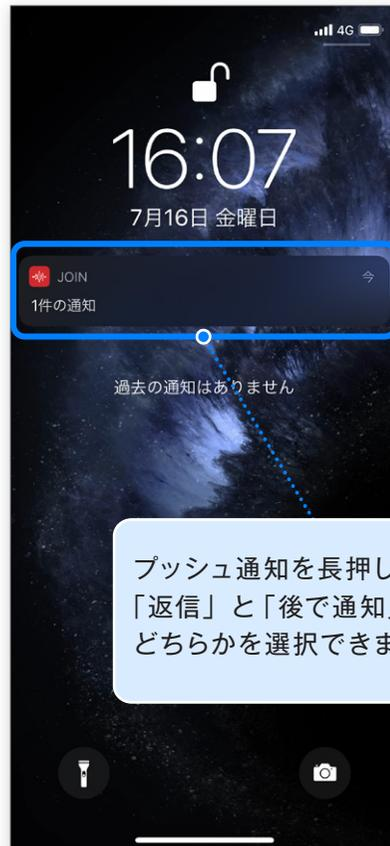 4G
16:07
7月16日 金曜日
JOIN 今
1件の通知
過去の通知はありません
プッシュ通知を長押し
「返信」と「後で通知」
どちらかを選択できま